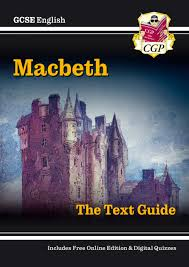 GCSE English
CGP
Macbeth
The Text Guide
Includes Free Online Edition & Digital Quizzes